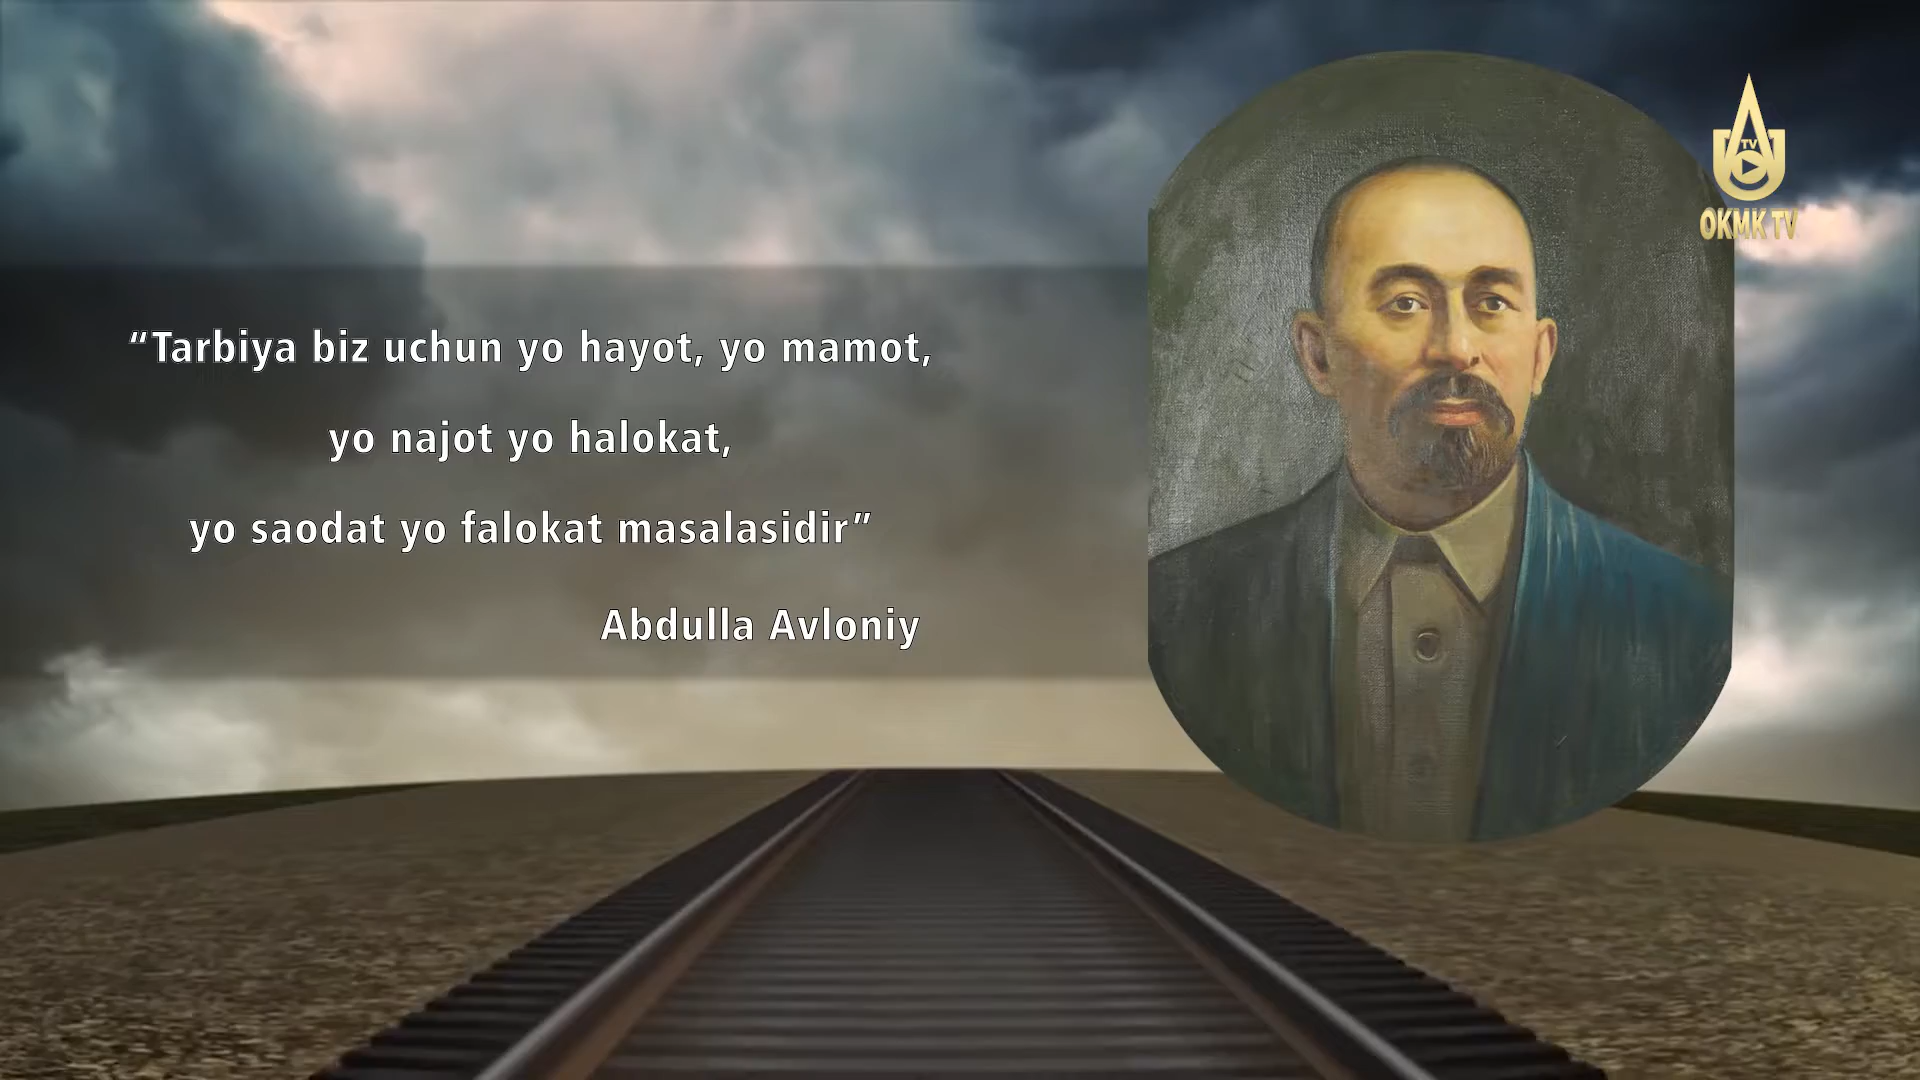 “Tarbiya biz uchun yo hayot, yo mamot,
yo najot yo halokat,
yo saodat yo falokat masalasidir”
Abdulla Avloniy
TV
OKMK TV